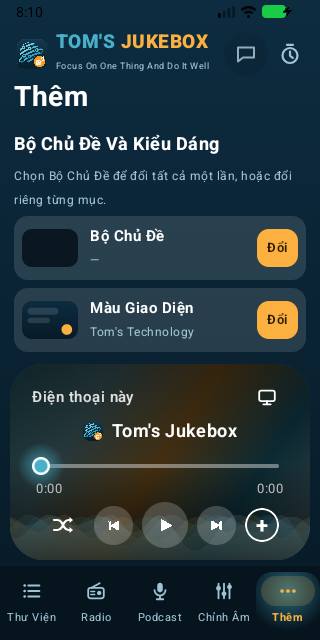 8:10
TOM'S JUKEBOX
Focus On One Thing And Do It Well
Thêm
Bộ Chủ Đề Và Kiểu Dáng
Chọn Bộ Chủ Đề để đổi tất cả một lần, hoặc đổi
riêng từng mục.
Bộ Chủ Đề
Đổi
—
Màu Giao Diện
Đổi
Tom's Technology
Điện thoại này
Tom's Jukebox
0:00 0:00
Thư Viện Radio Podcast Chỉnh Âm Thêm